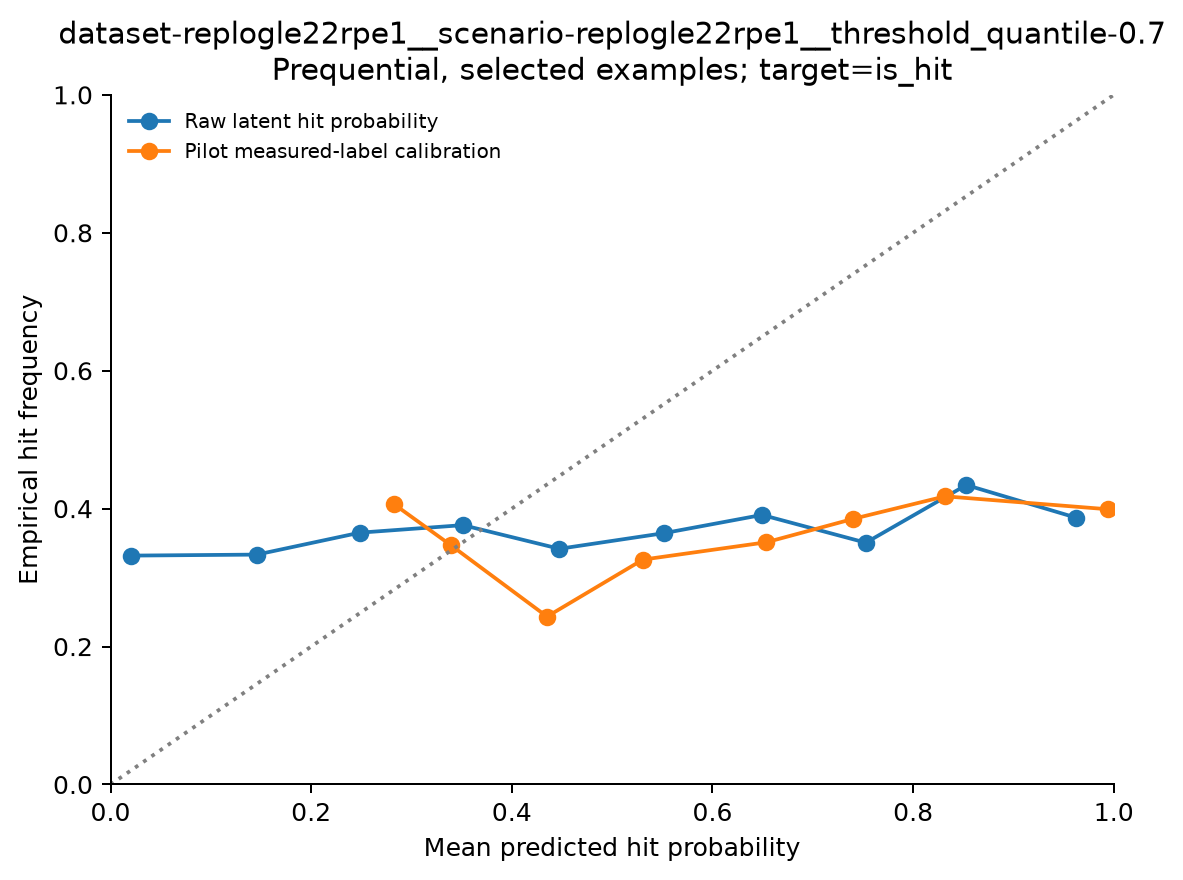 dataset-replogle22rpe1__scenario-replogle22rpe1__threshold_quantile-0.7
Prequential, selected examples; target=is_hit
Raw latent hit probability
Pilot measured-label calibration
Empirical hit frequency
1.0
0.8
0.6
0.4
0.2
0.0
0.0 0.2 0.4 0.6 0.8 1.0
Mean predicted hit probability